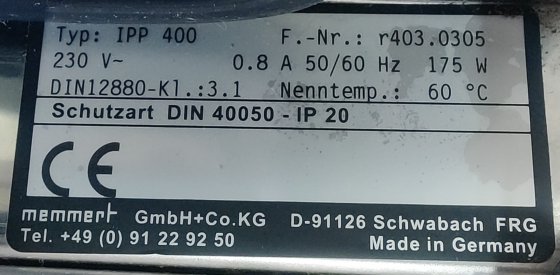 Typ: IPP 400 F.-Nr.: r403.0305
230 V~ 0.8 A 50/60 Hz 175 W
DIN12880-Kl.:3.1 Nenntemp.: 60 °C
Schutzart DIN 40050 - IP 20
CE
memmert GmbH+Co.KG D-91126 Schwabach FRG
Tel. +49 (0) 91 22 92 50 Made in Germany